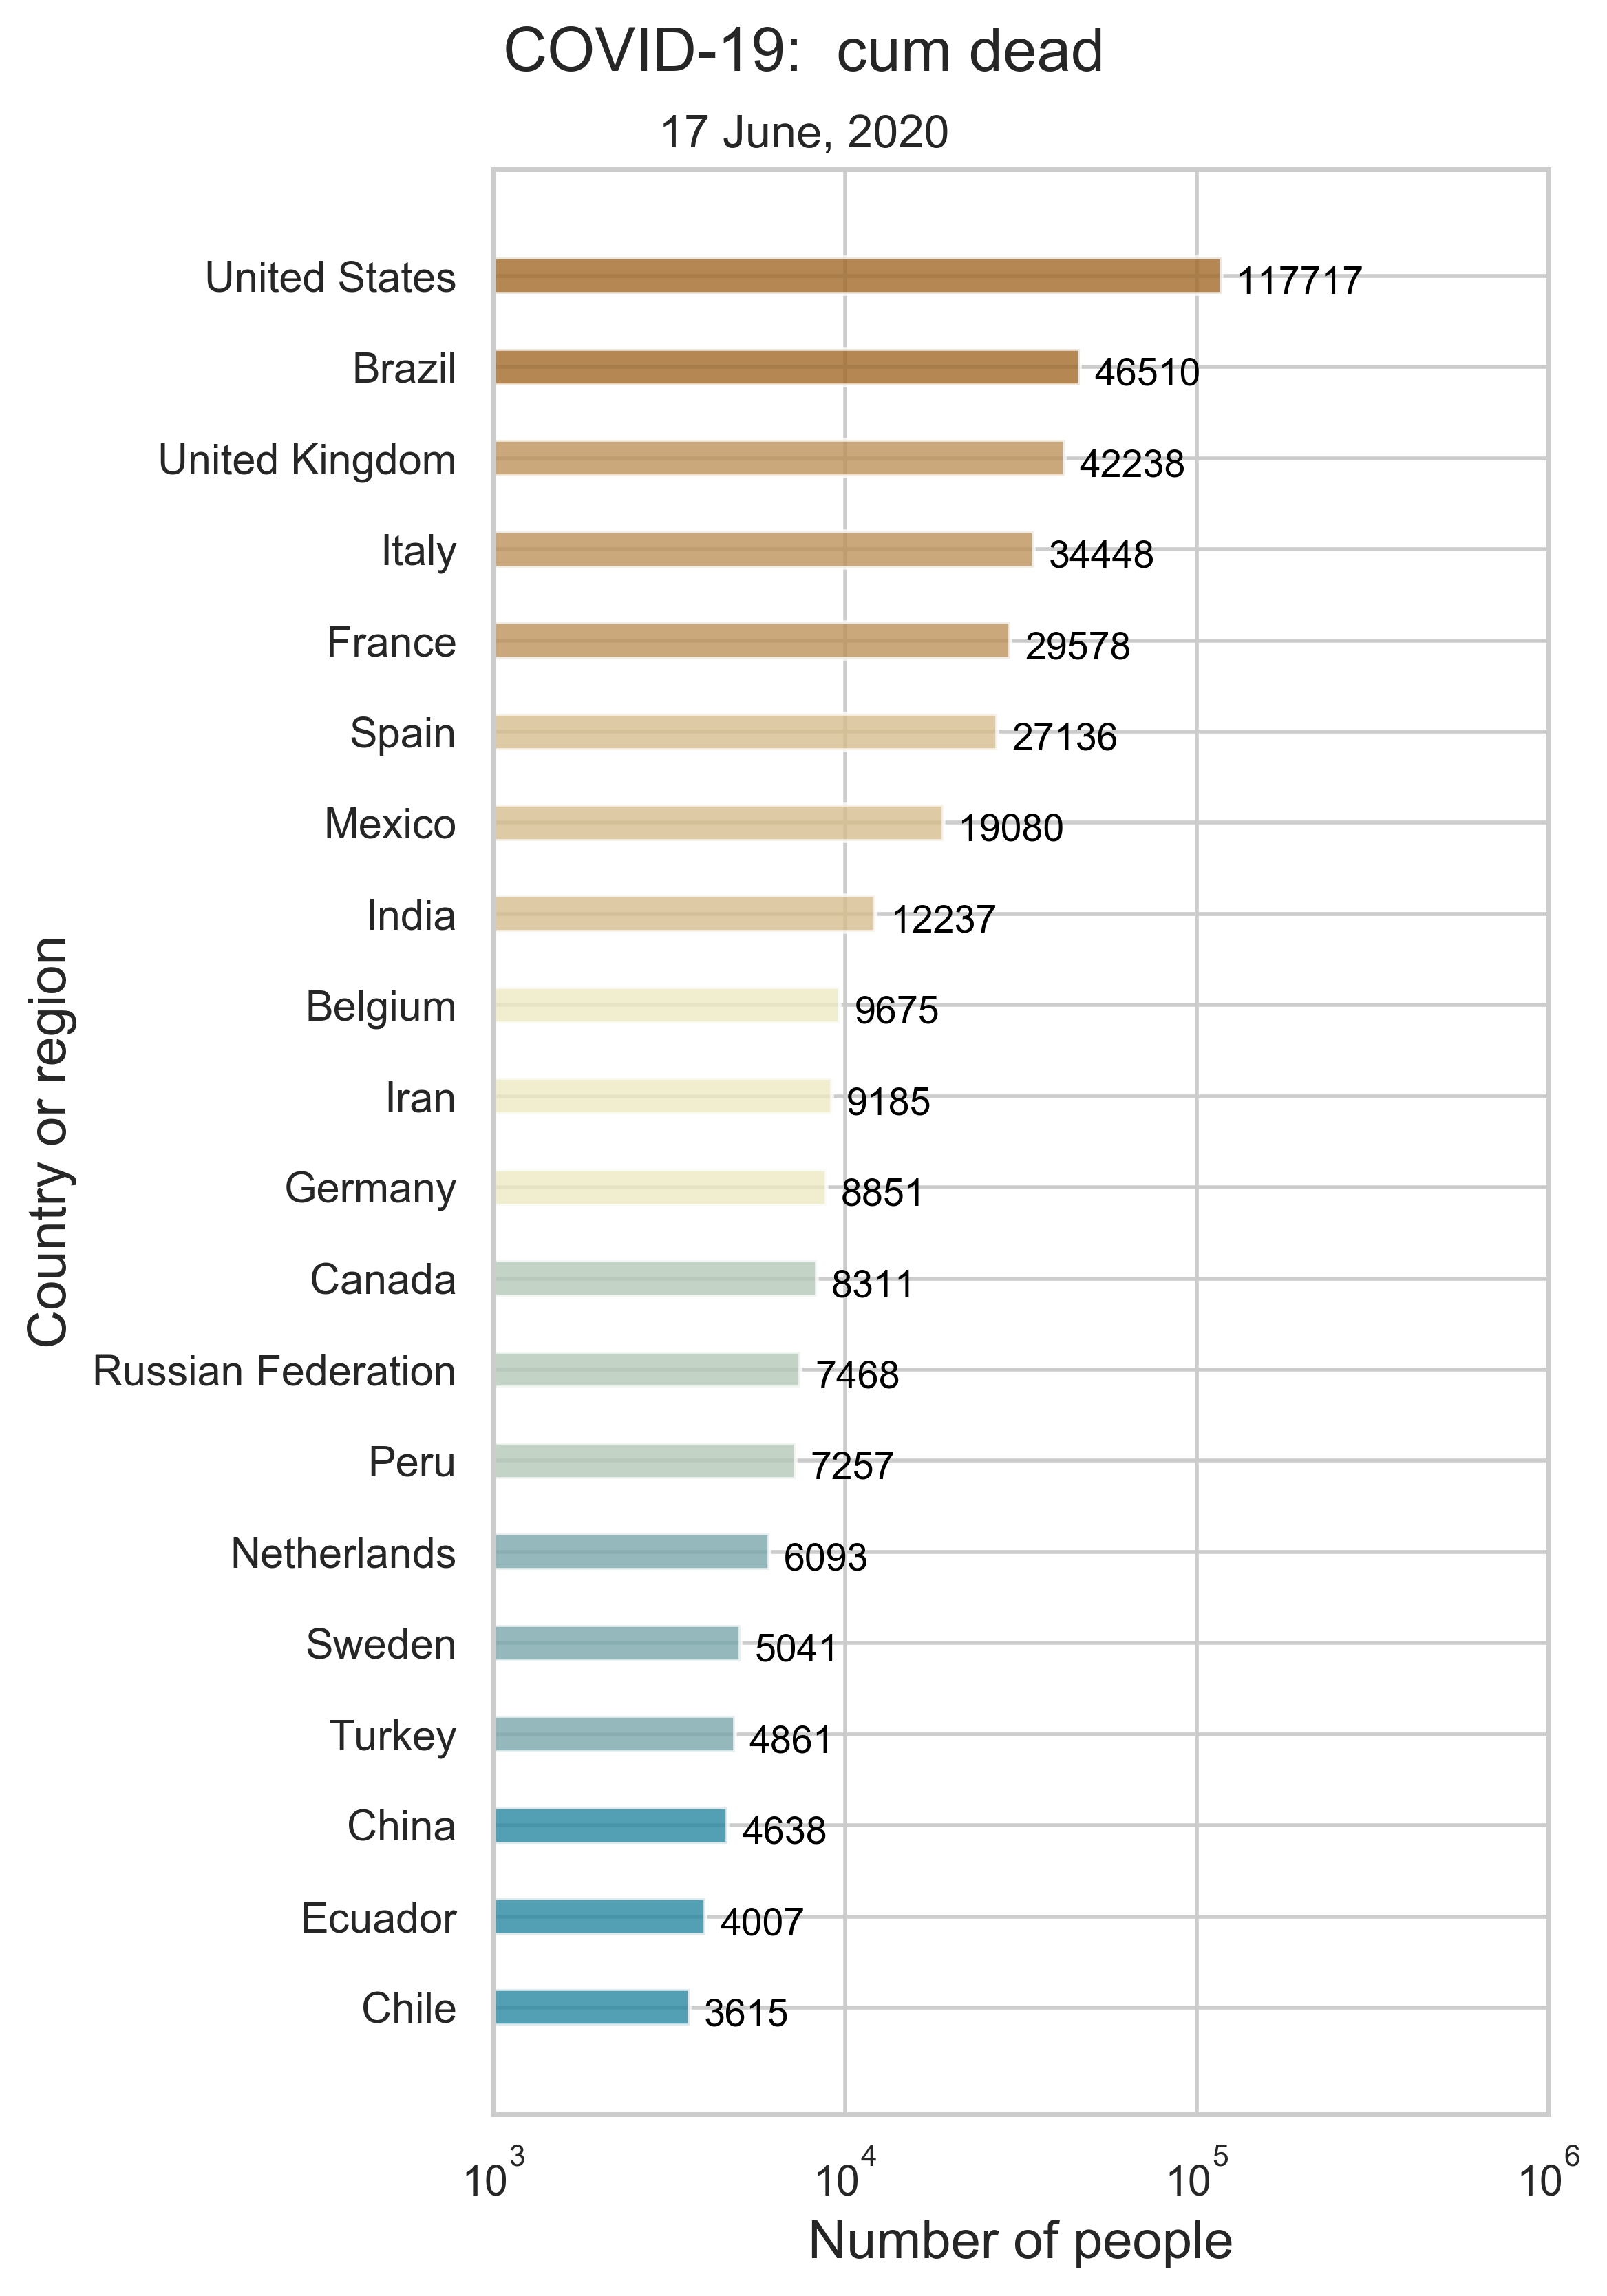 COVID-19:  cum dead
17 June, 2020
Country or region
United States 117717
Brazil 46510
United Kingdom 42238
Italy 34448
France 29578
Spain 27136
Mexico 19080
India 12237
Belgium 9675
Iran 9185
Germany 8851
Canada 8311
Russian Federation 7468
Peru 7257
Netherlands 6093
Sweden 5041
Turkey 4861
China 4638
Ecuador 4007
Chile 3615
10³ 10⁴ 10⁵ 10⁶
Number of people